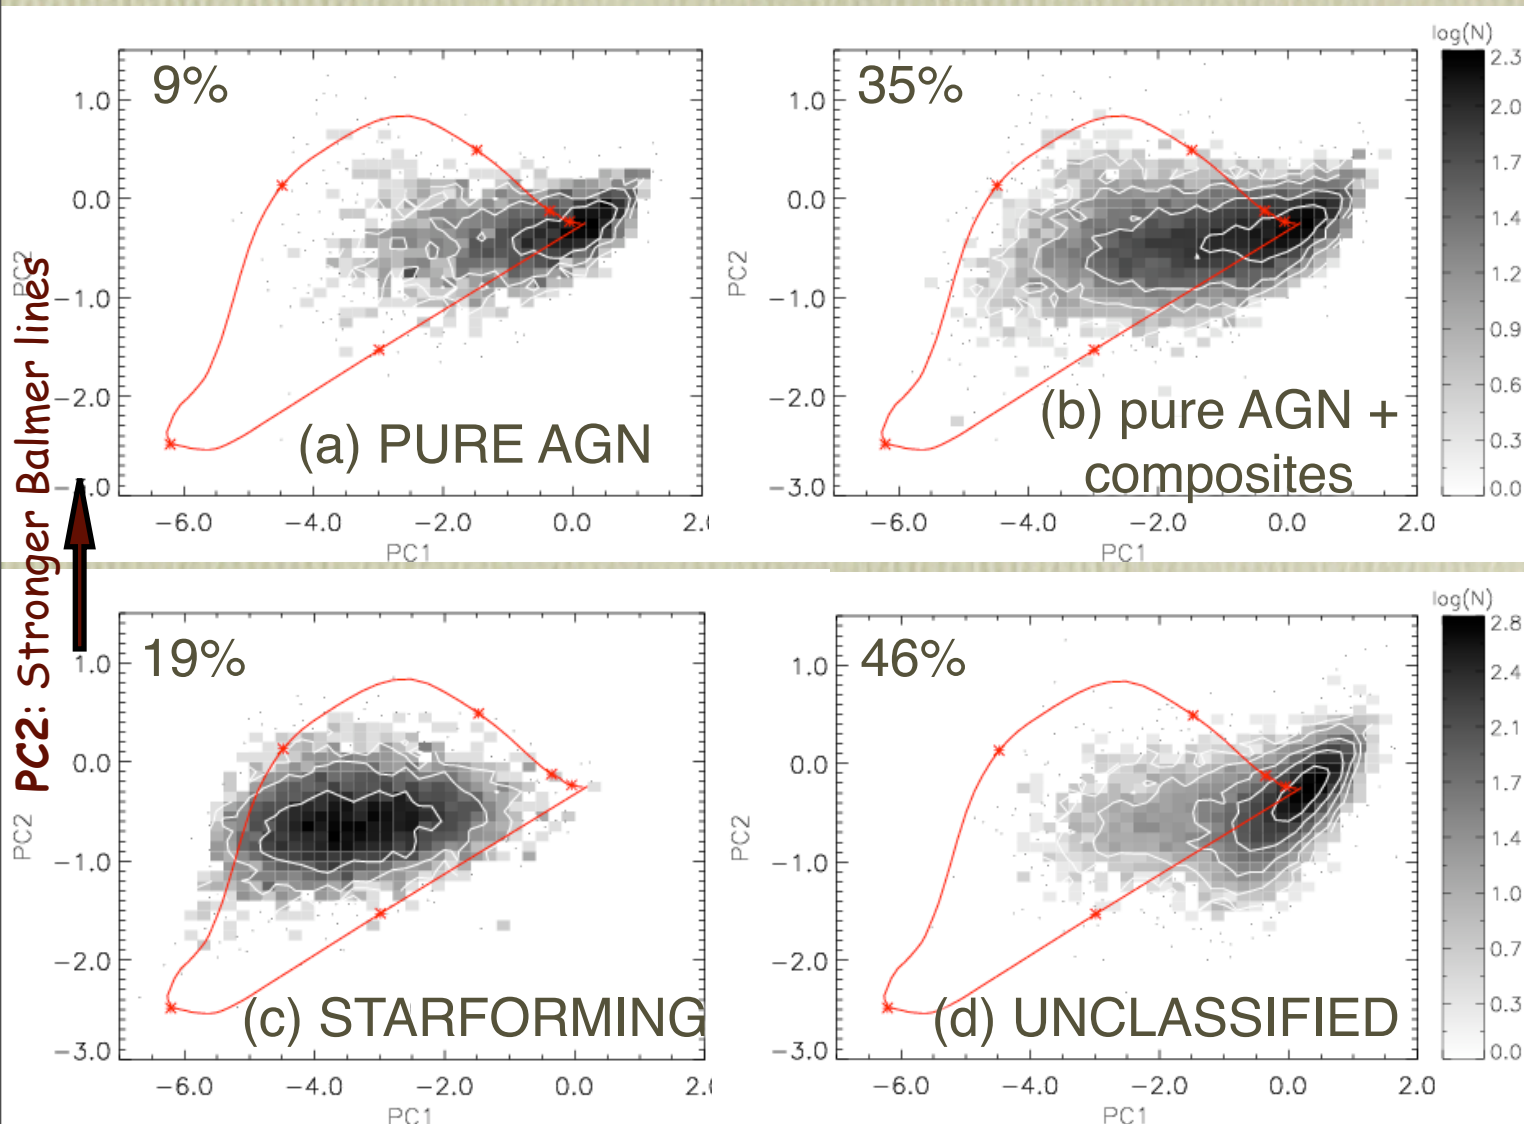 9%
1.0
0.0
−1.0
−2.0
.0
PC2
−6.0 −4.0 −2.0 0.0
PC1
(a) PURE AGN
35%
1.0
0.0
−1.0
−2.0
−3.0
PC2
−6.0 −4.0 −2.0 0.0 2.0
PC1
(b) pure AGN +
composites
log(N)
2.3
2.0
1.7
1.4
1.2
0.9
0.6
0.3
0.0
PC2: Stronger Balmer lines
19%
1.0
0.0
−1.0
−2.0
−3.0
PC2
−6.0 −4.0 −2.0 0.0
PC1
(c) STARFORMING
46%
1.0
0.0
−1.0
−2.0
−3.0
PC2
−6.0 −4.0 −2.0 0.0 2.0
PC1
(d) UNCLASSIFIED
log(N)
2.8
2.4
2.1
1.7
1.4
1.0
0.7
0.3
0.0